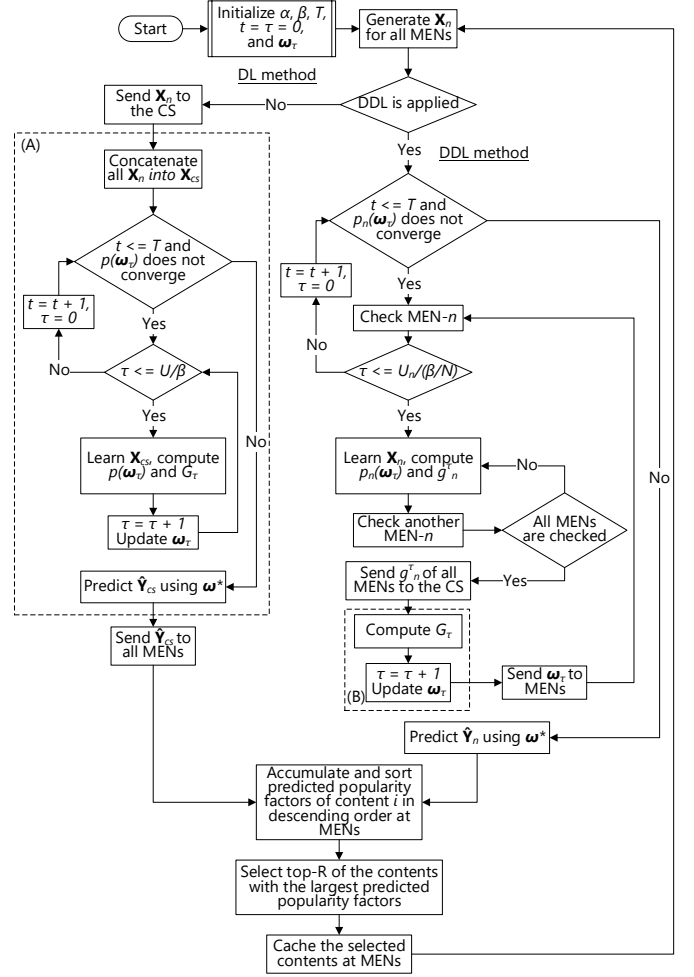 Start
Initialize α, β, T,
t = τ = 0,
and ω_τ
Generate X_n
for all MENs
DL method
Send X_n to
the CS
No
DDL is applied
Yes
DDL method
(A)
Concatenate
all X_n into X_cs
t <= T and
p(ω_τ) does not
converge
t = t + 1,
τ = 0
Yes
No
τ <= U/β
Yes
No
Learn X_cs, compute
p(ω_τ) and G_τ
τ = τ + 1
Update ω_τ
Predict Ŷ_cs using ω*
Send Ŷ_cs to
all MENs
t <= T and
p_n(ω_τ) does not
converge
t = t + 1,
τ = 0
Yes
Check MEN-n
No
τ <= U_n/(β/N)
Yes
Learn X_n, compute
p_n(ω_τ) and g^τ_n
No
No
Check another
MEN-n
All MENs
are checked
Send g^τ_n of all
MENs to the CS
Yes
Compute G_τ
τ = τ + 1
Update ω_τ
(B)
Send ω_τ to
MENs
Predict Ŷ_n using ω*
Accumulate and sort
predicted popularity
factors of content i in
descending order at
MENs
Select top-R of the contents
with the largest predicted
popularity factors
Cache the selected
contents at MENs